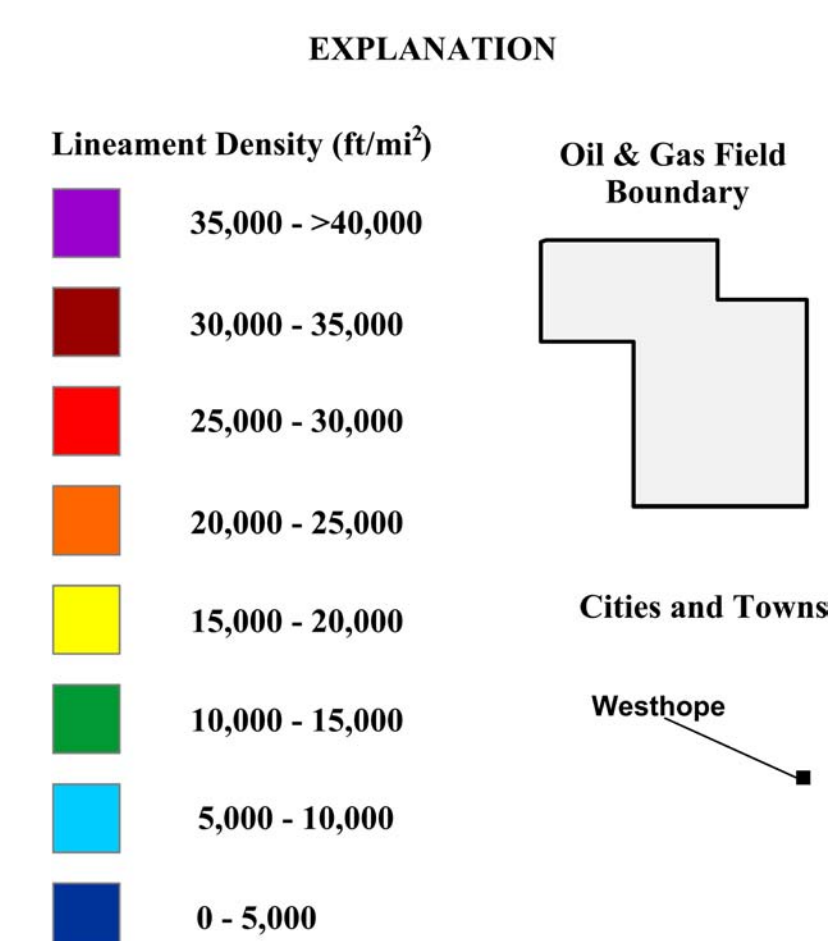 EXPLANATION
Lineament Density (ft/mi²)
35,000 - >40,000
30,000 - 35,000
25,000 - 30,000
20,000 - 25,000
15,000 - 20,000
10,000 - 15,000
5,000 - 10,000
0 - 5,000
Oil & Gas Field
Boundary
Cities and Towns
Westhope